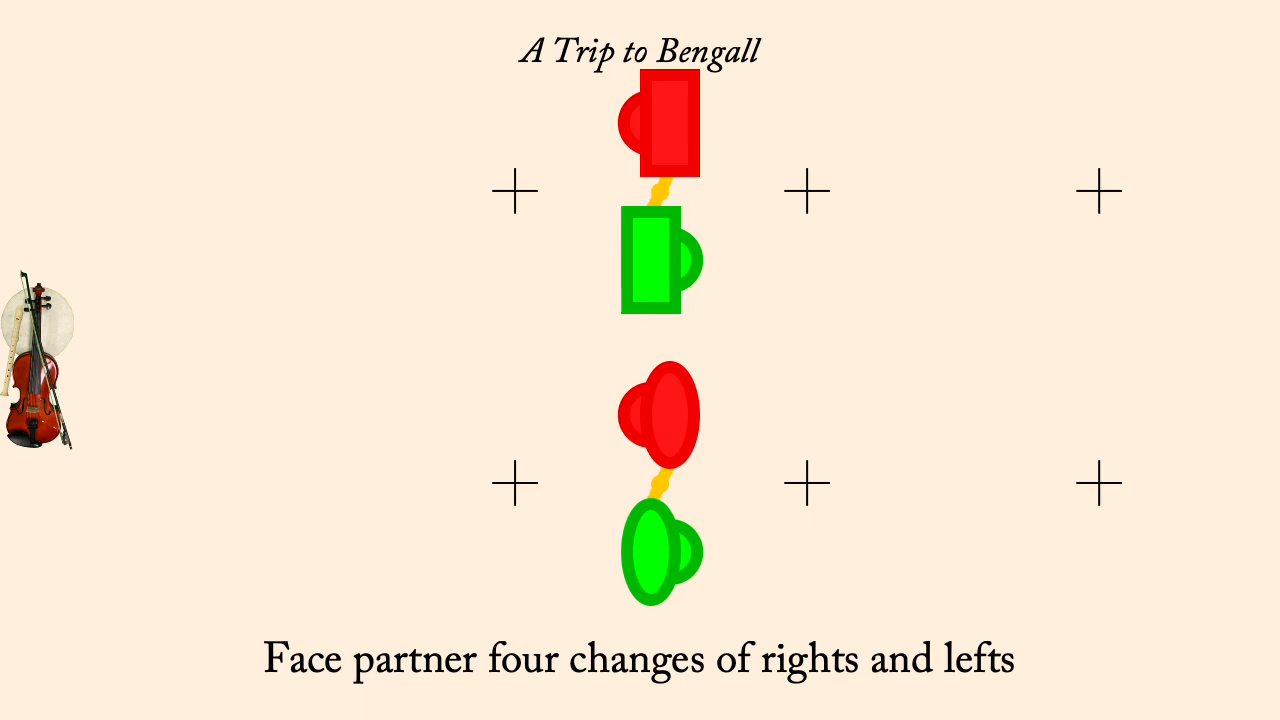 A Trip to Bengall
Face partner four changes of rights and lefts